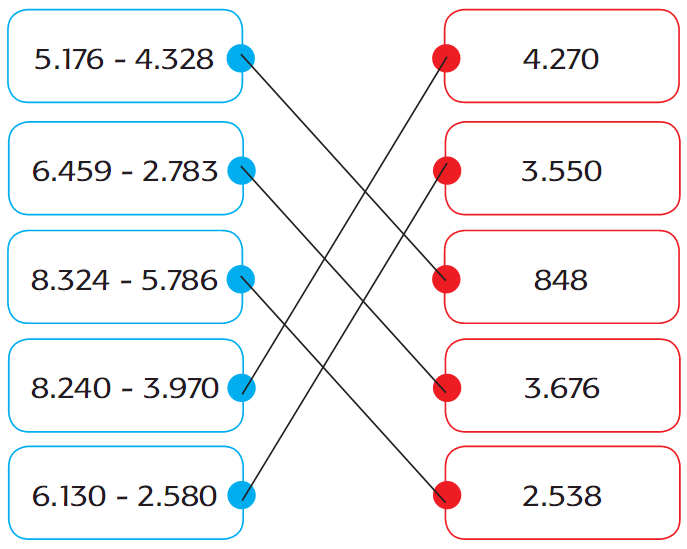 5.176 - 4.328
4.270
6.459 - 2.783
3.550
8.324 - 5.786
848
8.240 - 3.970
3.676
6.130 - 2.580
2.538